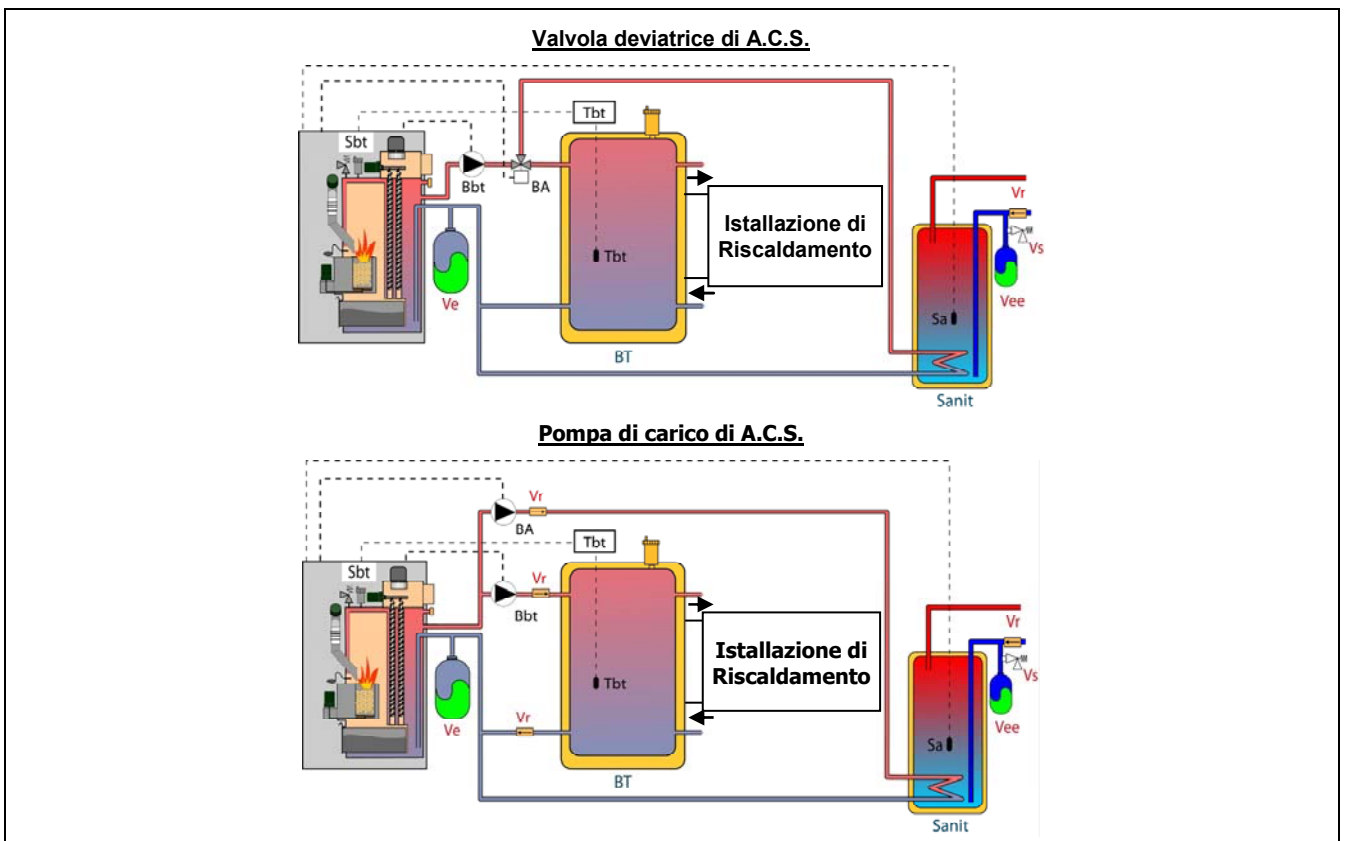 Valvola deviatrice di A.C.S.
Tbt
Sbt
Bbt
BA
Istallazione di
Riscaldamento
Vr
Vs
Tbt
Ve
Vee
Sa
BT
Sanit
Pompa di carico di A.C.S.
Vr
BA
Tbt
Sbt
Vr
Bbt
Istallazione di
Riscaldamento
Vr
Vs
Tbt
Ve
Vr
Vee
Sa
BT
Sanit